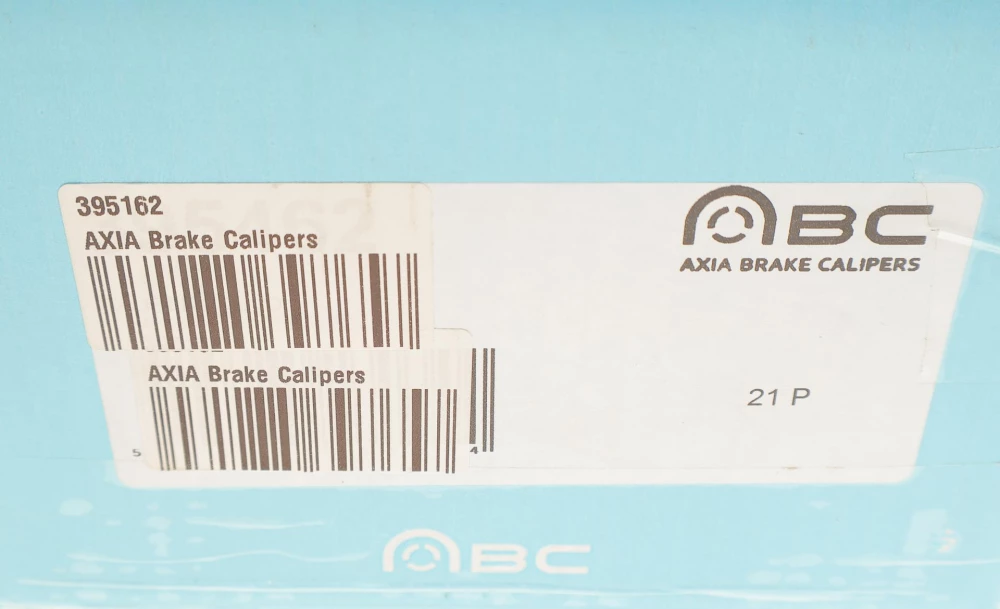 395162
AXIA Brake Calipers
ABC
AXIA BRAKE CALIPERS
AXIA Brake Calipers
21 P
5
4
ABC